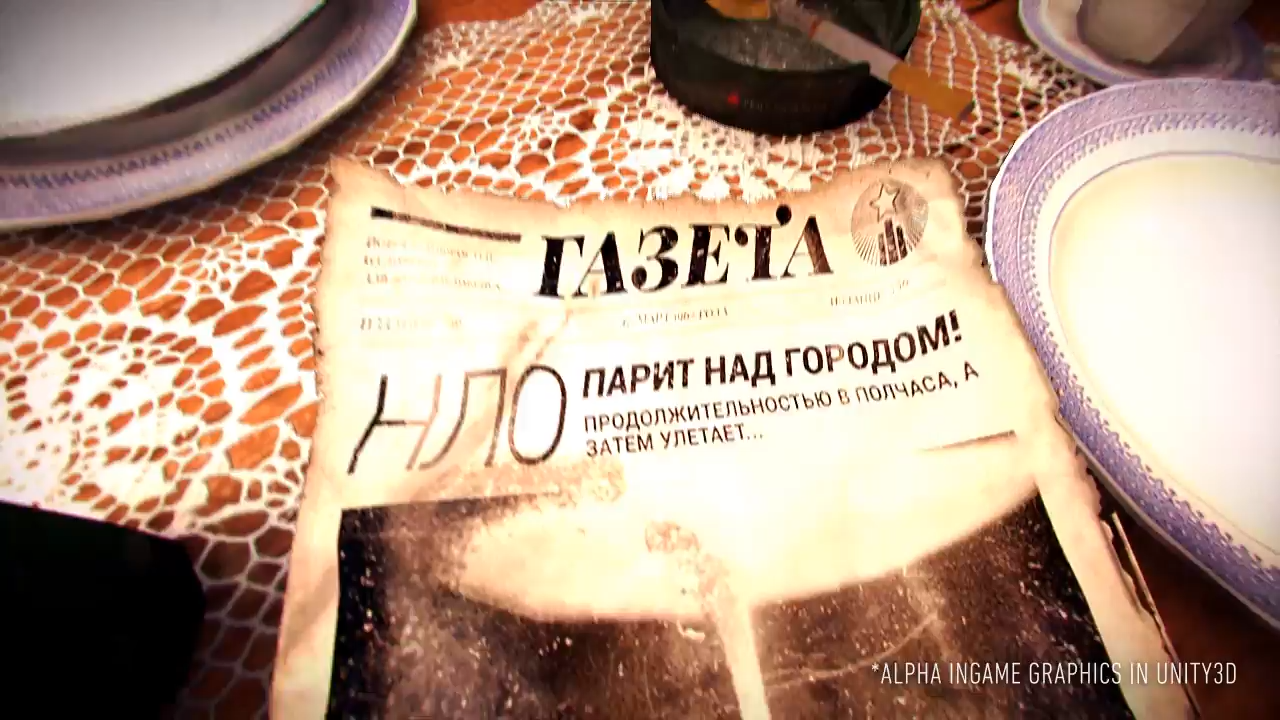 ГАЗЕТА
НЛО
ПАРИТ НАД ГОРОДОМ!
ПРОДОЛЖИТЕЛЬНОСТЬЮ В ПОЛЧАСА, А
ЗАТЕМ УЛЕТАЕТ...
*ALPHA INGAME GRAPHICS IN UNITY3D